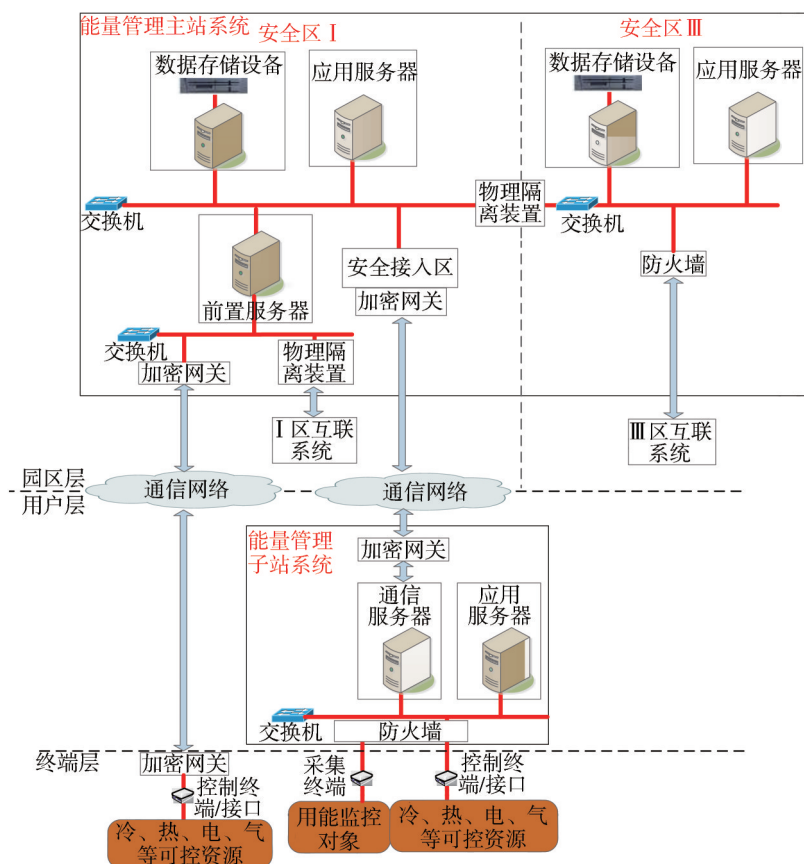 能量管理主站系统
安全区Ⅰ
安全区Ⅲ
数据存储设备
应用服务器
数据存储设备
应用服务器
交换机
物理隔
离装置
交换机
前置服务器
安全接入区
加密网关
防火墙
交换机
加密网关
物理隔
离装置
Ⅰ区互联
系统
Ⅲ区互联
系统
园区层
用户层
通信网络
通信网络
能量管理
子站系统
加密网关
通信
服务器
应用
服务器
交换机
防火墙
终端层
加密网关
控制终
端/接口
采集
终端
控制终
端/接口
冷、热、电、气
等可控资源
用能监控
对象
冷、热、电、气
等可控资源